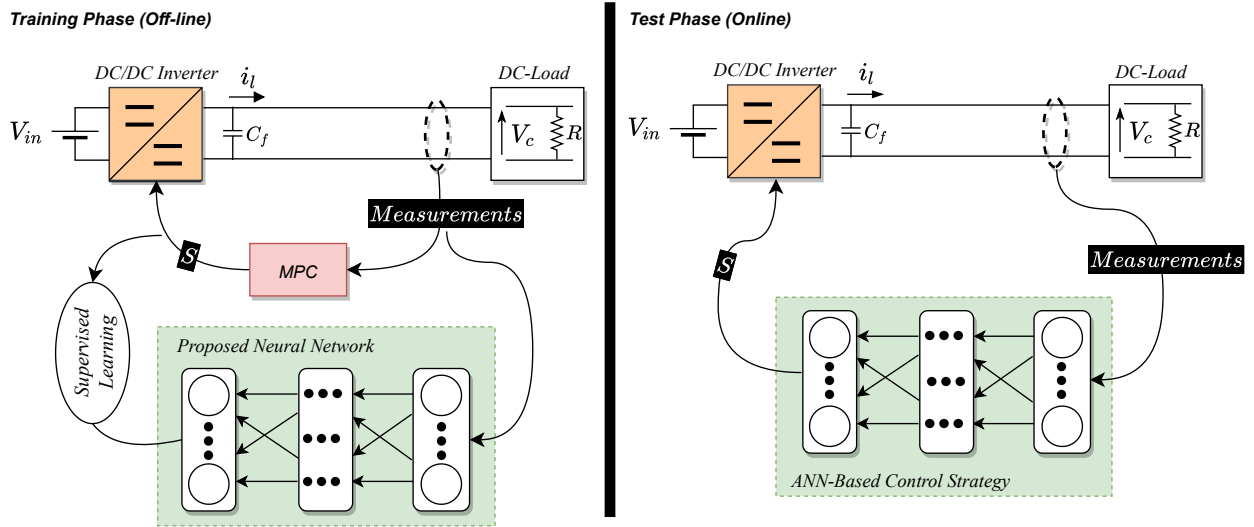 Training Phase (Off-line)
DC/DC Inverter
i_l
DC-Load
V_in
C_f
V_c
R
Measurements
S
MPC
Supervised
Learning
Proposed Neural Network
Test Phase (Online)
DC/DC Inverter
i_l
DC-Load
V_in
C_f
V_c
R
S
Measurements
ANN-Based Control Strategy